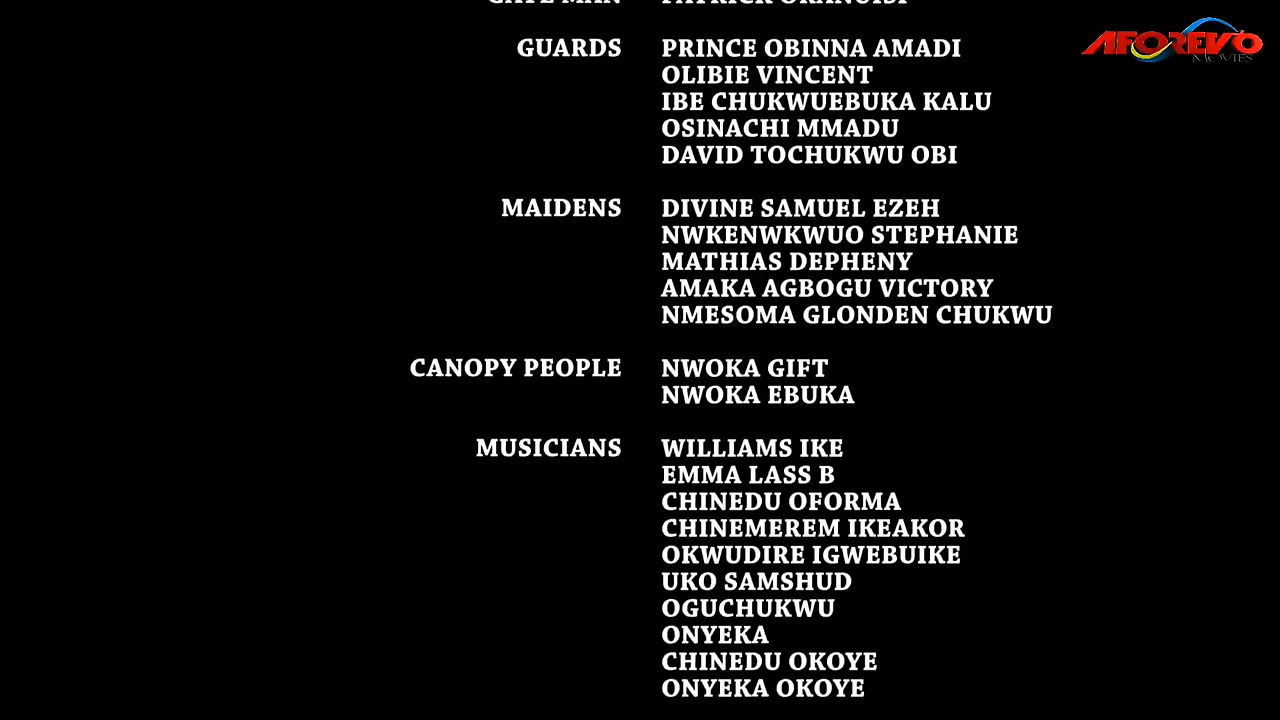 GUARDS PRINCE OBINNA AMADI
OLIBIE VINCENT
IBE CHUKWUEBUKA KALU
OSINACHI MMADU
DAVID TOCHUKWU OBI
MAIDENS DIVINE SAMUEL EZEH
NWKENWKWUO STEPHANIE
MATHIAS DEPHENY
AMAKA AGBOGU VICTORY
NMESOMA GLONDEN CHUKWU
CANOPY PEOPLE NWOKA GIFT
NWOKA EBUKA
MUSICIANS WILLIAMS IKE
EMMA LASS B
CHINEDU OFORMA
CHINEMEREM IKEAKOR
OKWUDIRE IGWEBUIKE
UKO SAMSHUD
OGUCHUKWU
ONYEKA
CHINEDU OKOYE
ONYEKA OKOYE
AFOREVO
MOVIES